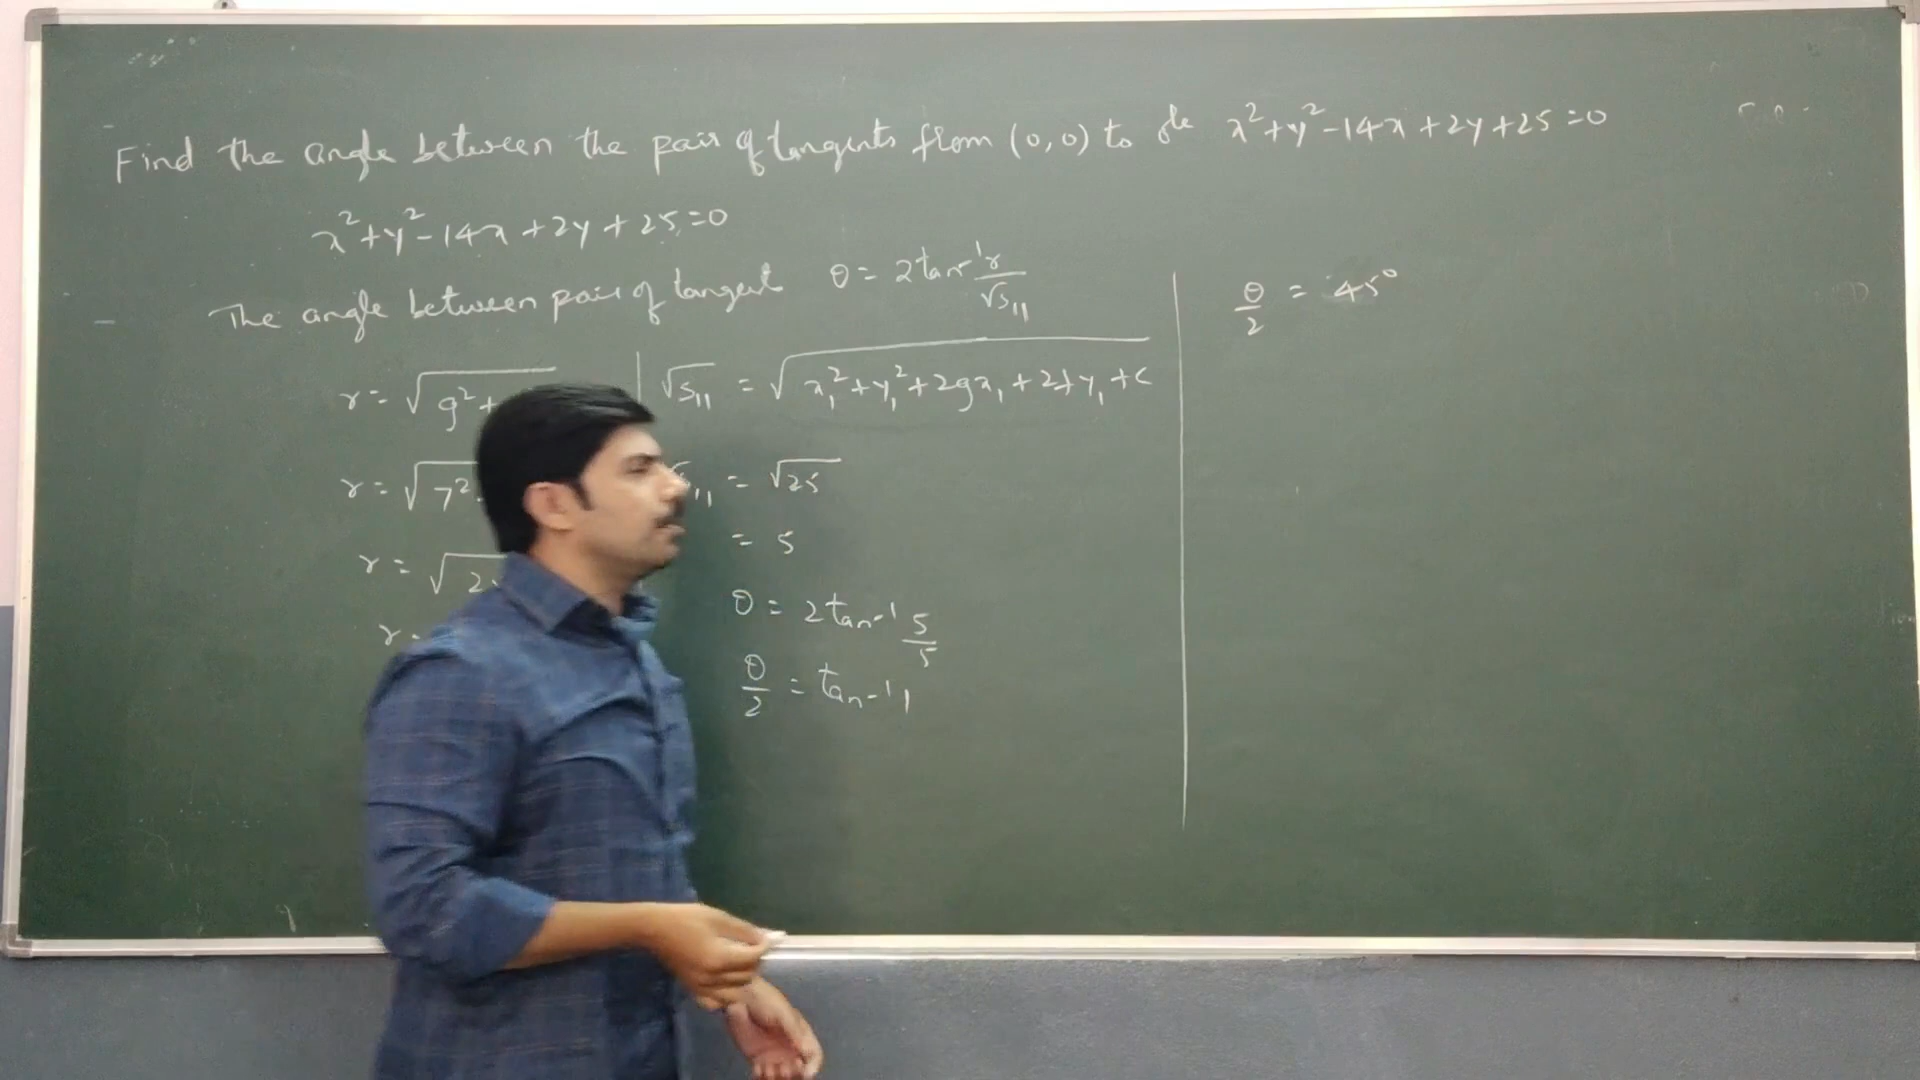 Find the angle between the pair of tangents from (0,0) to ole x²+y²-14x+2y+25=0
x²+y²-14x+2y+25=0
The angle between pair of tangent θ = 2tan⁻¹ r/√S₁₁
r = √g²+
r = √7²
r = √2
r =
√S₁₁ = √x₁²+y₁²+2gx₁+2fy₁+c
₁₁ = √25
= 5
θ = 2tan⁻¹ 5/5
θ/2 = tan⁻¹1
θ/2 = 45°